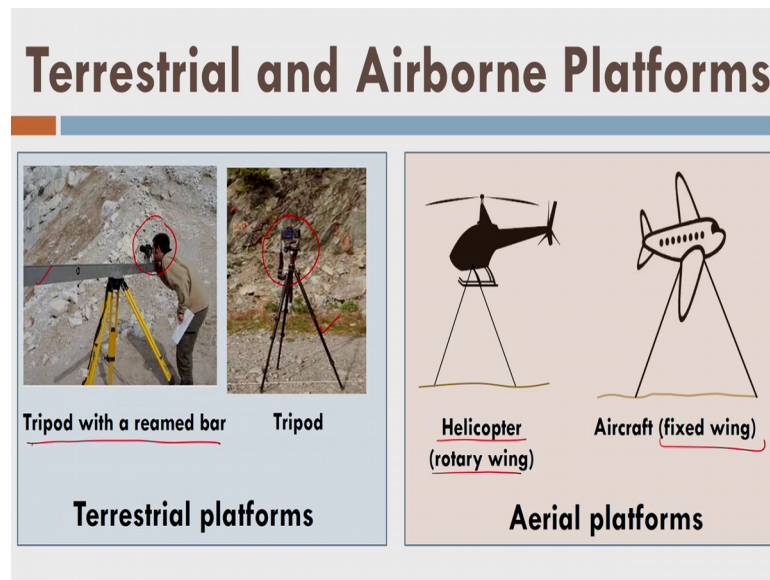 Terrestrial and Airborne Platforms
Tripod with a reamed bar
Tripod
Terrestrial platforms
Helicopter
(rotary wing)
Aircraft (fixed wing)
Aerial platforms